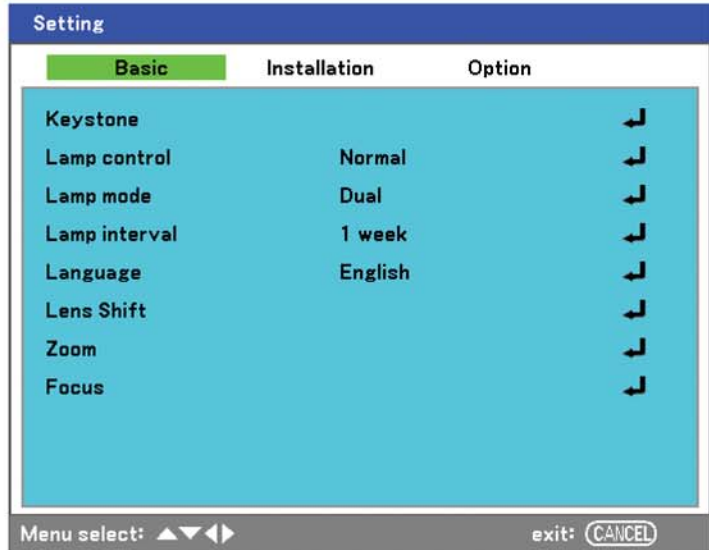 Setting
Basic Installation Option
Keystone
Lamp control Normal
Lamp mode Dual
Lamp interval 1 week
Language English
Lens Shift
Zoom
Focus
Menu select: ▲▼◀▶ exit: CANCEL